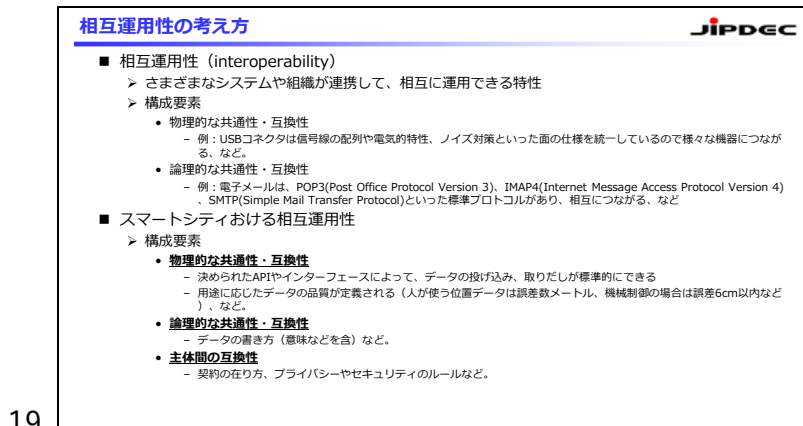 相互運用性の考え方
JIPDEC
■ 相互運用性（interoperability）
➢ さまざまなシステムや組織が連携して、相互に運用できる特性
➢ 構成要素
• 物理的な共通性・互換性
– 例：USBコネクタは信号線の配列や電気的特性、ノイズ対策といった面の仕様を統一しているので様々な機器につなが
る、など。
• 論理的な共通性・互換性
– 例：電子メールは、POP3(Post Office Protocol Version 3)、IMAP4(Internet Message Access Protocol Version 4)
、SMTP(Simple Mail Transfer Protocol)といった標準プロトコルがあり、相互につながる、など
■ スマートシティおける相互運用性
➢ 構成要素
• 物理的な共通性・互換性
– 決められたAPIやインターフェースによって、データの投げ込み、取りだしが標準的にできる
– 用途に応じたデータの品質が定義される（人が使う位置データは誤差数メートル、機械制御の場合は誤差6cm以内など
）、など。
• 論理的な共通性・互換性
– データの書き方（意味などを含）など。
• 主体間の互換性
– 契約の在り方、プライバシーやセキュリティのルールなど。
19